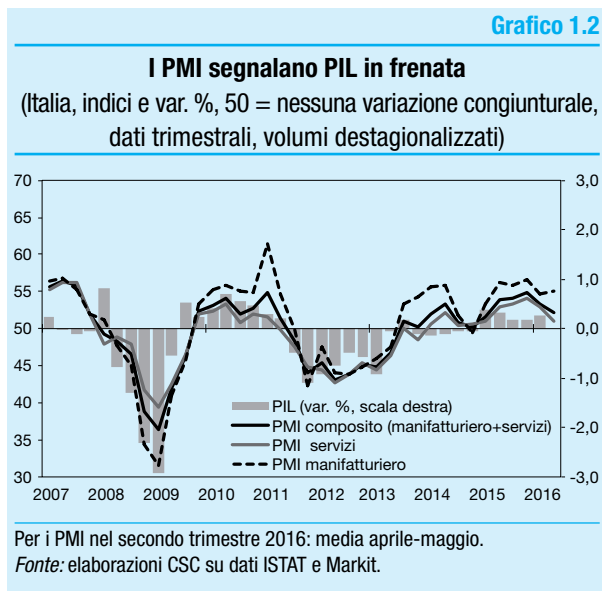 Grafico 1.2
I PMI segnalano PIL in frenata
(Italia, indici e var. %, 50 = nessuna variazione congiunturale,
dati trimestrali, volumi destagionalizzati)
70 3,0
65 2,0
60
55 1,0
50 0,0
45 -1,0
40
35 -2,0
30 -3,0
PIL (var. %, scala destra)
PMI composito (manifatturiero+servizi)
PMI servizi
PMI manifatturiero
2007 2008 2009 2010 2011 2012 2013 2014 2015 2016
Per i PMI nel secondo trimestre 2016: media aprile-maggio.
Fonte: elaborazioni CSC su dati ISTAT e Markit.